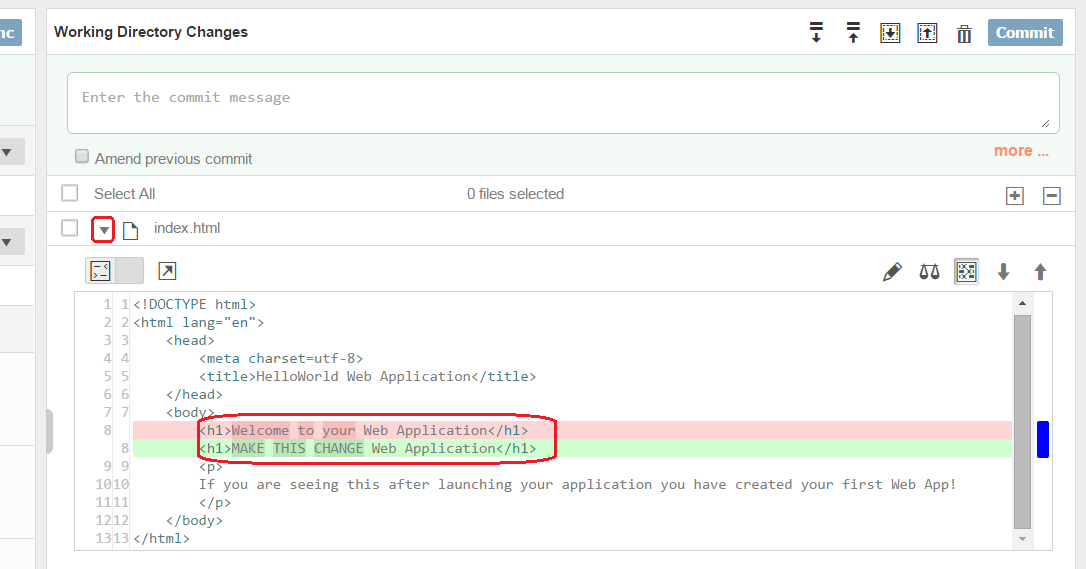 nc
Working Directory Changes
Commit
Enter the commit message
Amend previous commit
more ...
Select All
0 files selected
index.html
1 1 <!DOCTYPE html>
2 2 <html lang="en">
3 3 <head>
4 4 <meta charset=utf-8>
5 5 <title>HelloWorld Web Application</title>
6 6 </head>
7 7 <body>
8 <h1>Welcome to your Web Application</h1>
8 <h1>MAKE THIS CHANGE Web Application</h1>
9 9 <p>
10 10 If you are seeing this after launching your application you have created your first Web App!
11 11 </p>
12 12 </body>
13 13 </html>